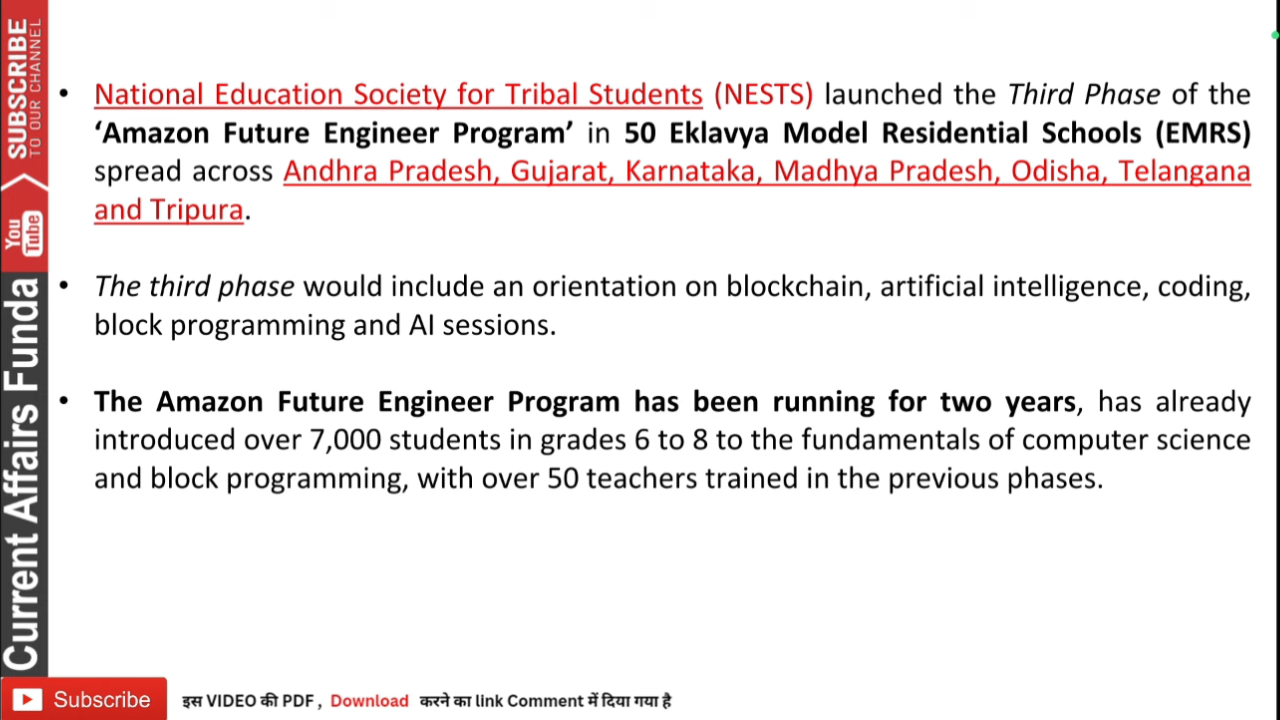 SUBSCRIBE
TO OUR CHANNEL
You
Tube
Current Affairs Funda
• National Education Society for Tribal Students (NESTS) launched the Third Phase of the
‘Amazon Future Engineer Program’ in 50 Eklavya Model Residential Schools (EMRS)
spread across Andhra Pradesh, Gujarat, Karnataka, Madhya Pradesh, Odisha, Telangana
and Tripura.
• The third phase would include an orientation on blockchain, artificial intelligence, coding,
block programming and AI sessions.
• The Amazon Future Engineer Program has been running for two years, has already
introduced over 7,000 students in grades 6 to 8 to the fundamentals of computer science
and block programming, with over 50 teachers trained in the previous phases.
Subscribe
इस VIDEO की PDF , Download करने का link Comment में दिया गया है